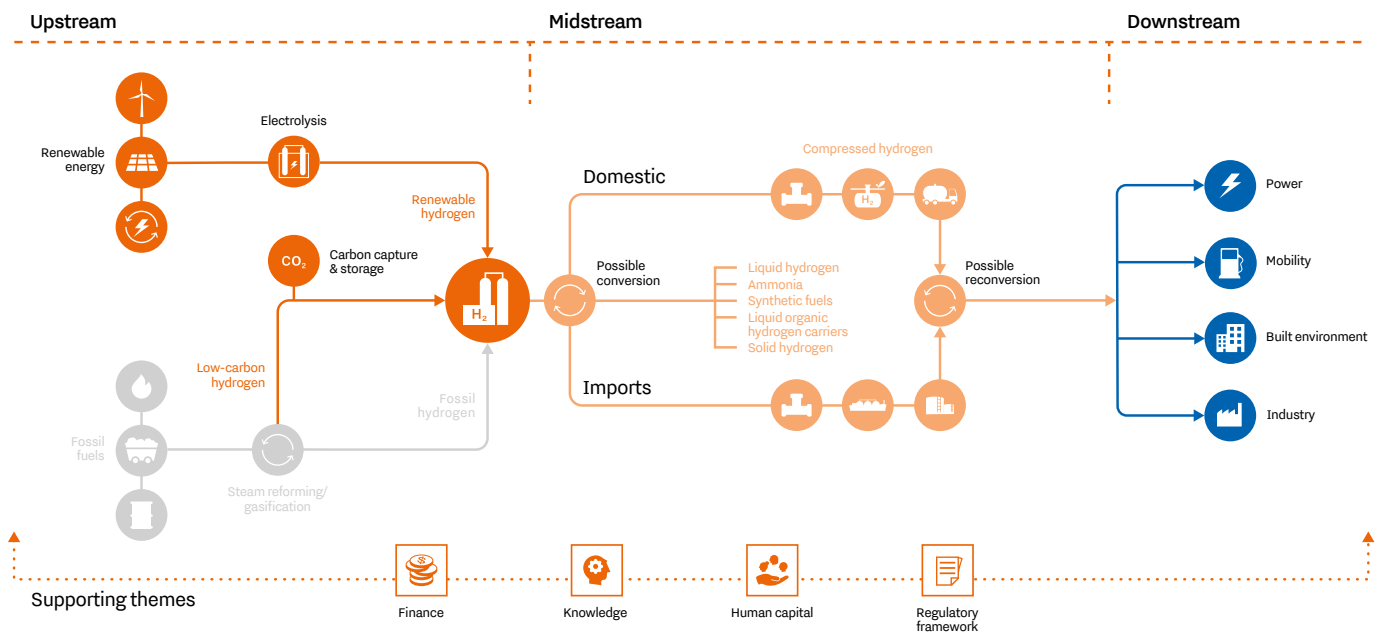 Upstream
Midstream
Downstream
Renewable
energy
Electrolysis
Renewable
hydrogen
CO₂
Carbon capture
& storage
H₂
Low-carbon
hydrogen
Fossil
hydrogen
Fossil
fuels
Steam reforming/
gasification
Domestic
Compressed hydrogen
H₂
Possible
conversion
Liquid hydrogen
Ammonia
Synthetic fuels
Liquid organic
hydrogen carriers
Solid hydrogen
Possible
reconversion
Imports
Power
Mobility
Built environment
Industry
Supporting themes
$
Finance
Knowledge
Human capital
Regulatory
framework